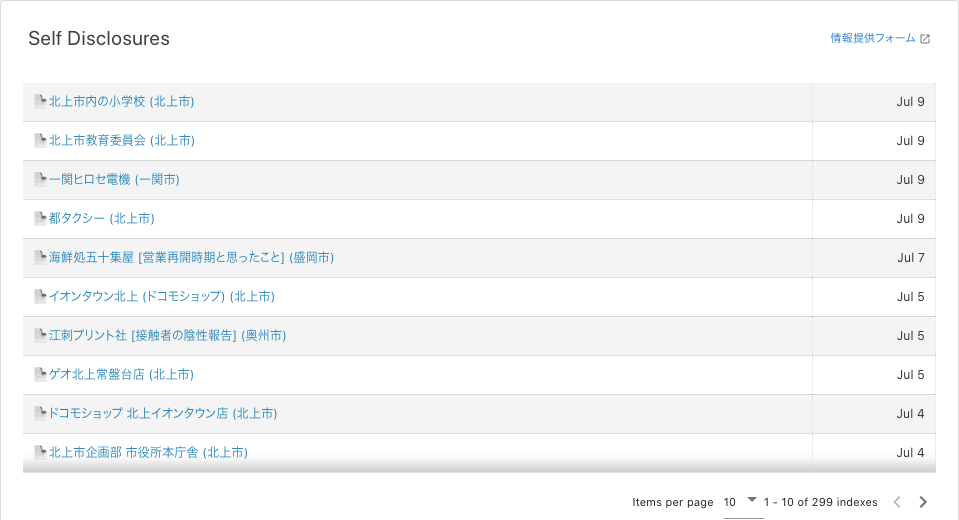 Self Disclosures
情報提供フォーム
北上市内の小学校 (北上市) Jul 9
北上市教育委員会 (北上市) Jul 9
一関ヒロセ電機 (一関市) Jul 9
都タクシー (北上市) Jul 9
海鮮処五十集屋 [営業再開時期と思ったこと] (盛岡市) Jul 7
イオンタウン北上 (ドコモショップ) (北上市) Jul 5
江刺プリント社 [接触者の陰性報告] (奥州市) Jul 5
ゲオ北上常盤台店 (北上市) Jul 5
ドコモショップ 北上イオンタウン店 (北上市) Jul 4
北上市企画部 市役所本庁舎 (北上市) Jul 4
Items per page 10 1 - 10 of 299 indexes